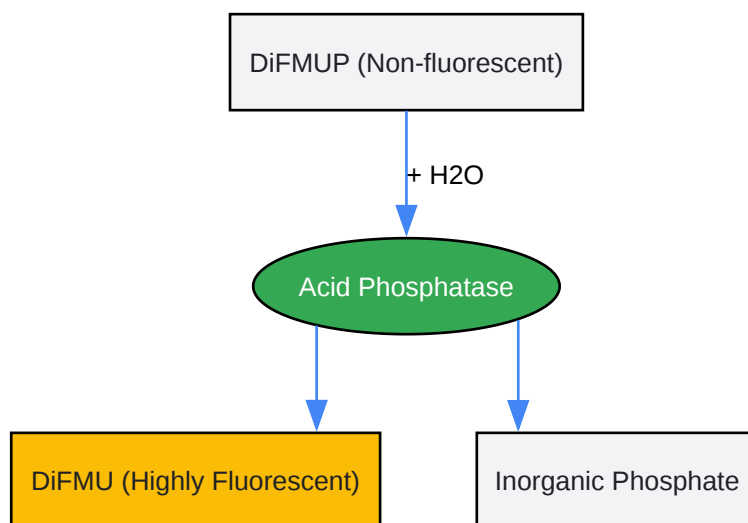 DiFMUP (Non-fluorescent)
+ H2O
Acid Phosphatase
DiFMU (Highly Fluorescent)
Inorganic Phosphate